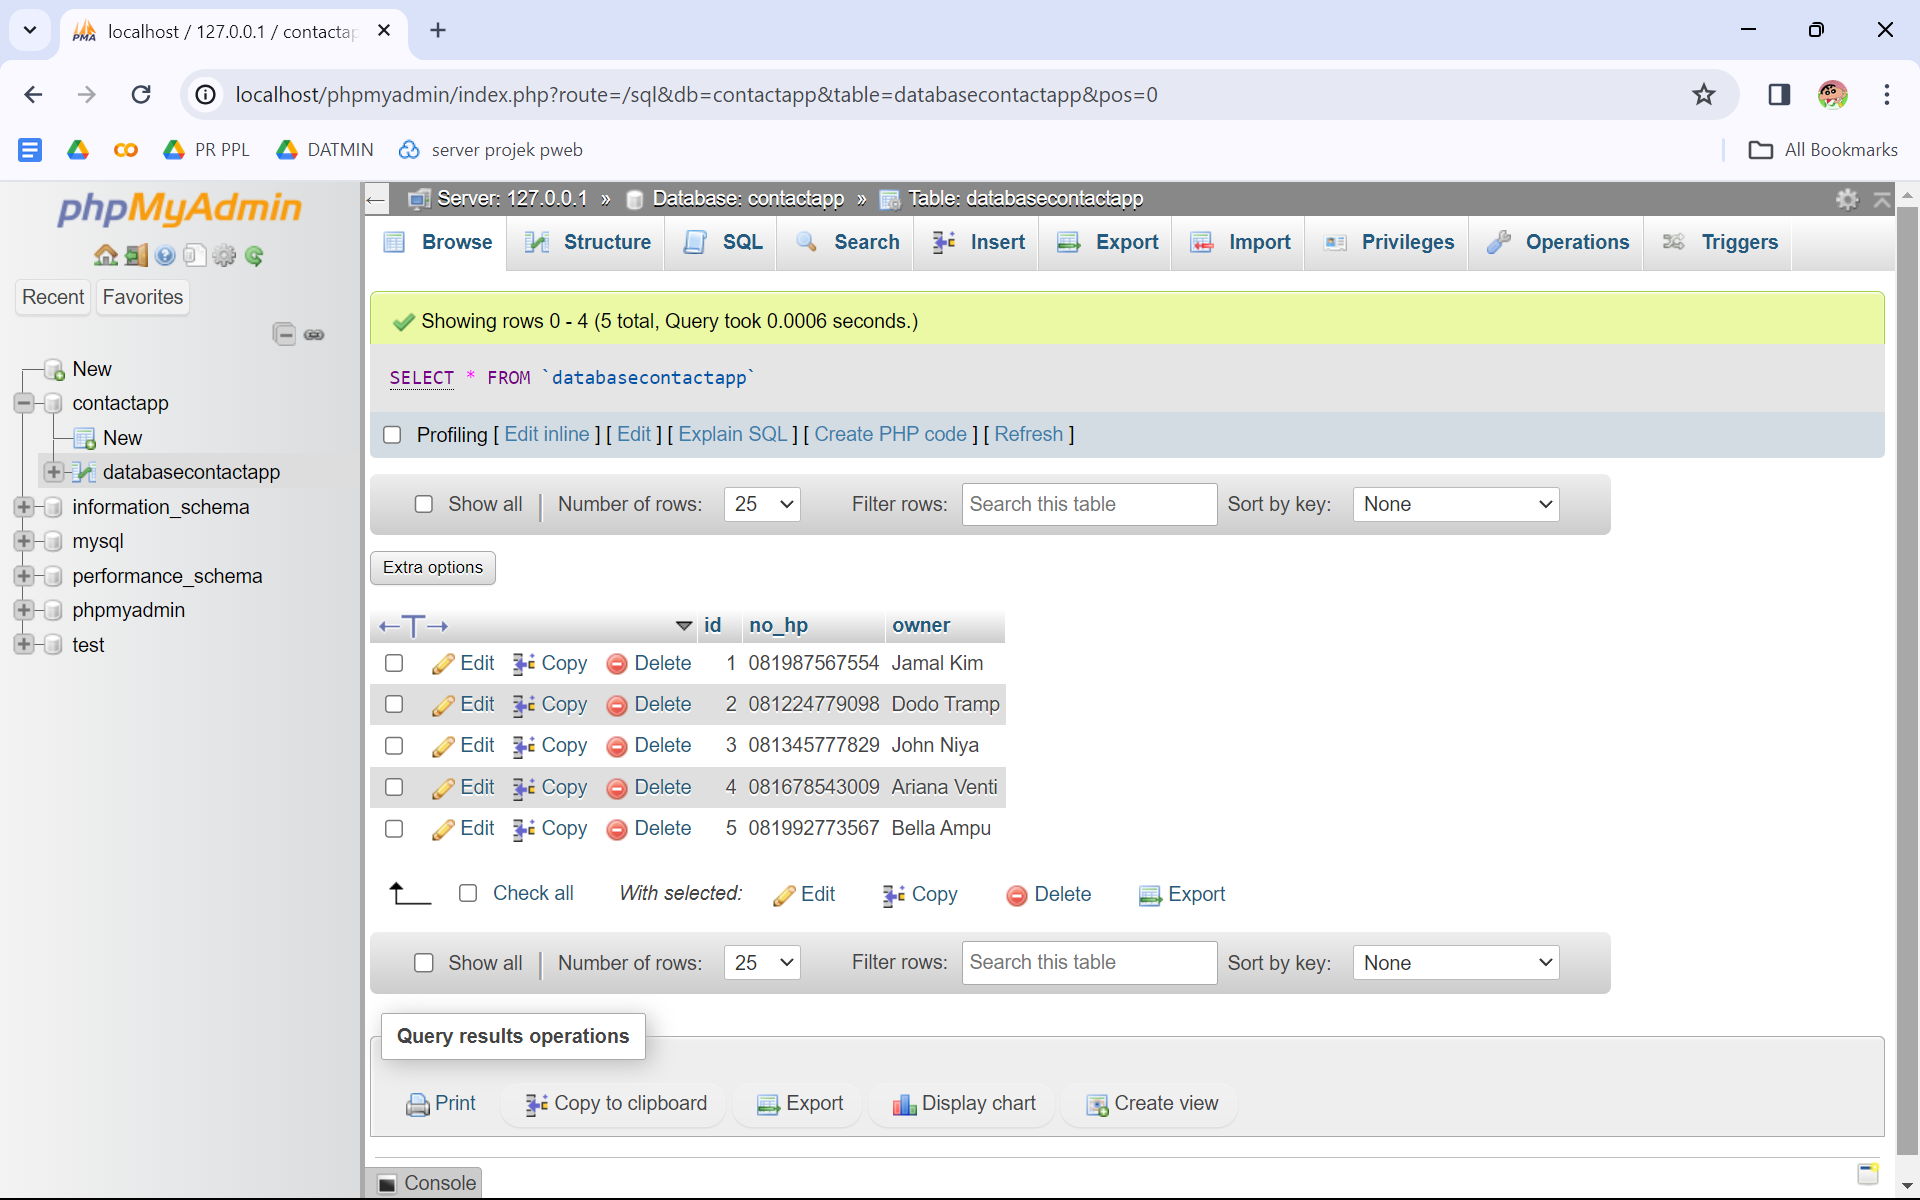 localhost / 127.0.0.1 / contactap
localhost/phpmyadmin/index.php?route=/sql&db=contactapp&table=databasecontactapp&pos=0
PR PPL DATMIN server projek pweb All Bookmarks
phpMyAdmin
Recent Favorites
New
contactapp
New
databasecontactapp
information_schema
mysql
performance_schema
phpmyadmin
test
Server: 127.0.0.1 » Database: contactapp » Table: databasecontactapp
Browse Structure SQL Search Insert Export Import Privileges Operations Triggers
Showing rows 0 - 4 (5 total, Query took 0.0006 seconds.)
SELECT * FROM `databasecontactapp`
Profiling [ Edit inline ] [ Edit ] [ Explain SQL ] [ Create PHP code ] [ Refresh ]
Show all Number of rows: 25 Filter rows: Search this table Sort by key: None
Extra options
←T→ id no_hp owner
Edit Copy Delete 1 081987567554 Jamal Kim
Edit Copy Delete 2 081224779098 Dodo Tramp
Edit Copy Delete 3 081345777829 John Niya
Edit Copy Delete 4 081678543009 Ariana Venti
Edit Copy Delete 5 081992773567 Bella Ampu
Check all With selected: Edit Copy Delete Export
Show all Number of rows: 25 Filter rows: Search this table Sort by key: None
Query results operations
Print Copy to clipboard Export Display chart Create view
Console